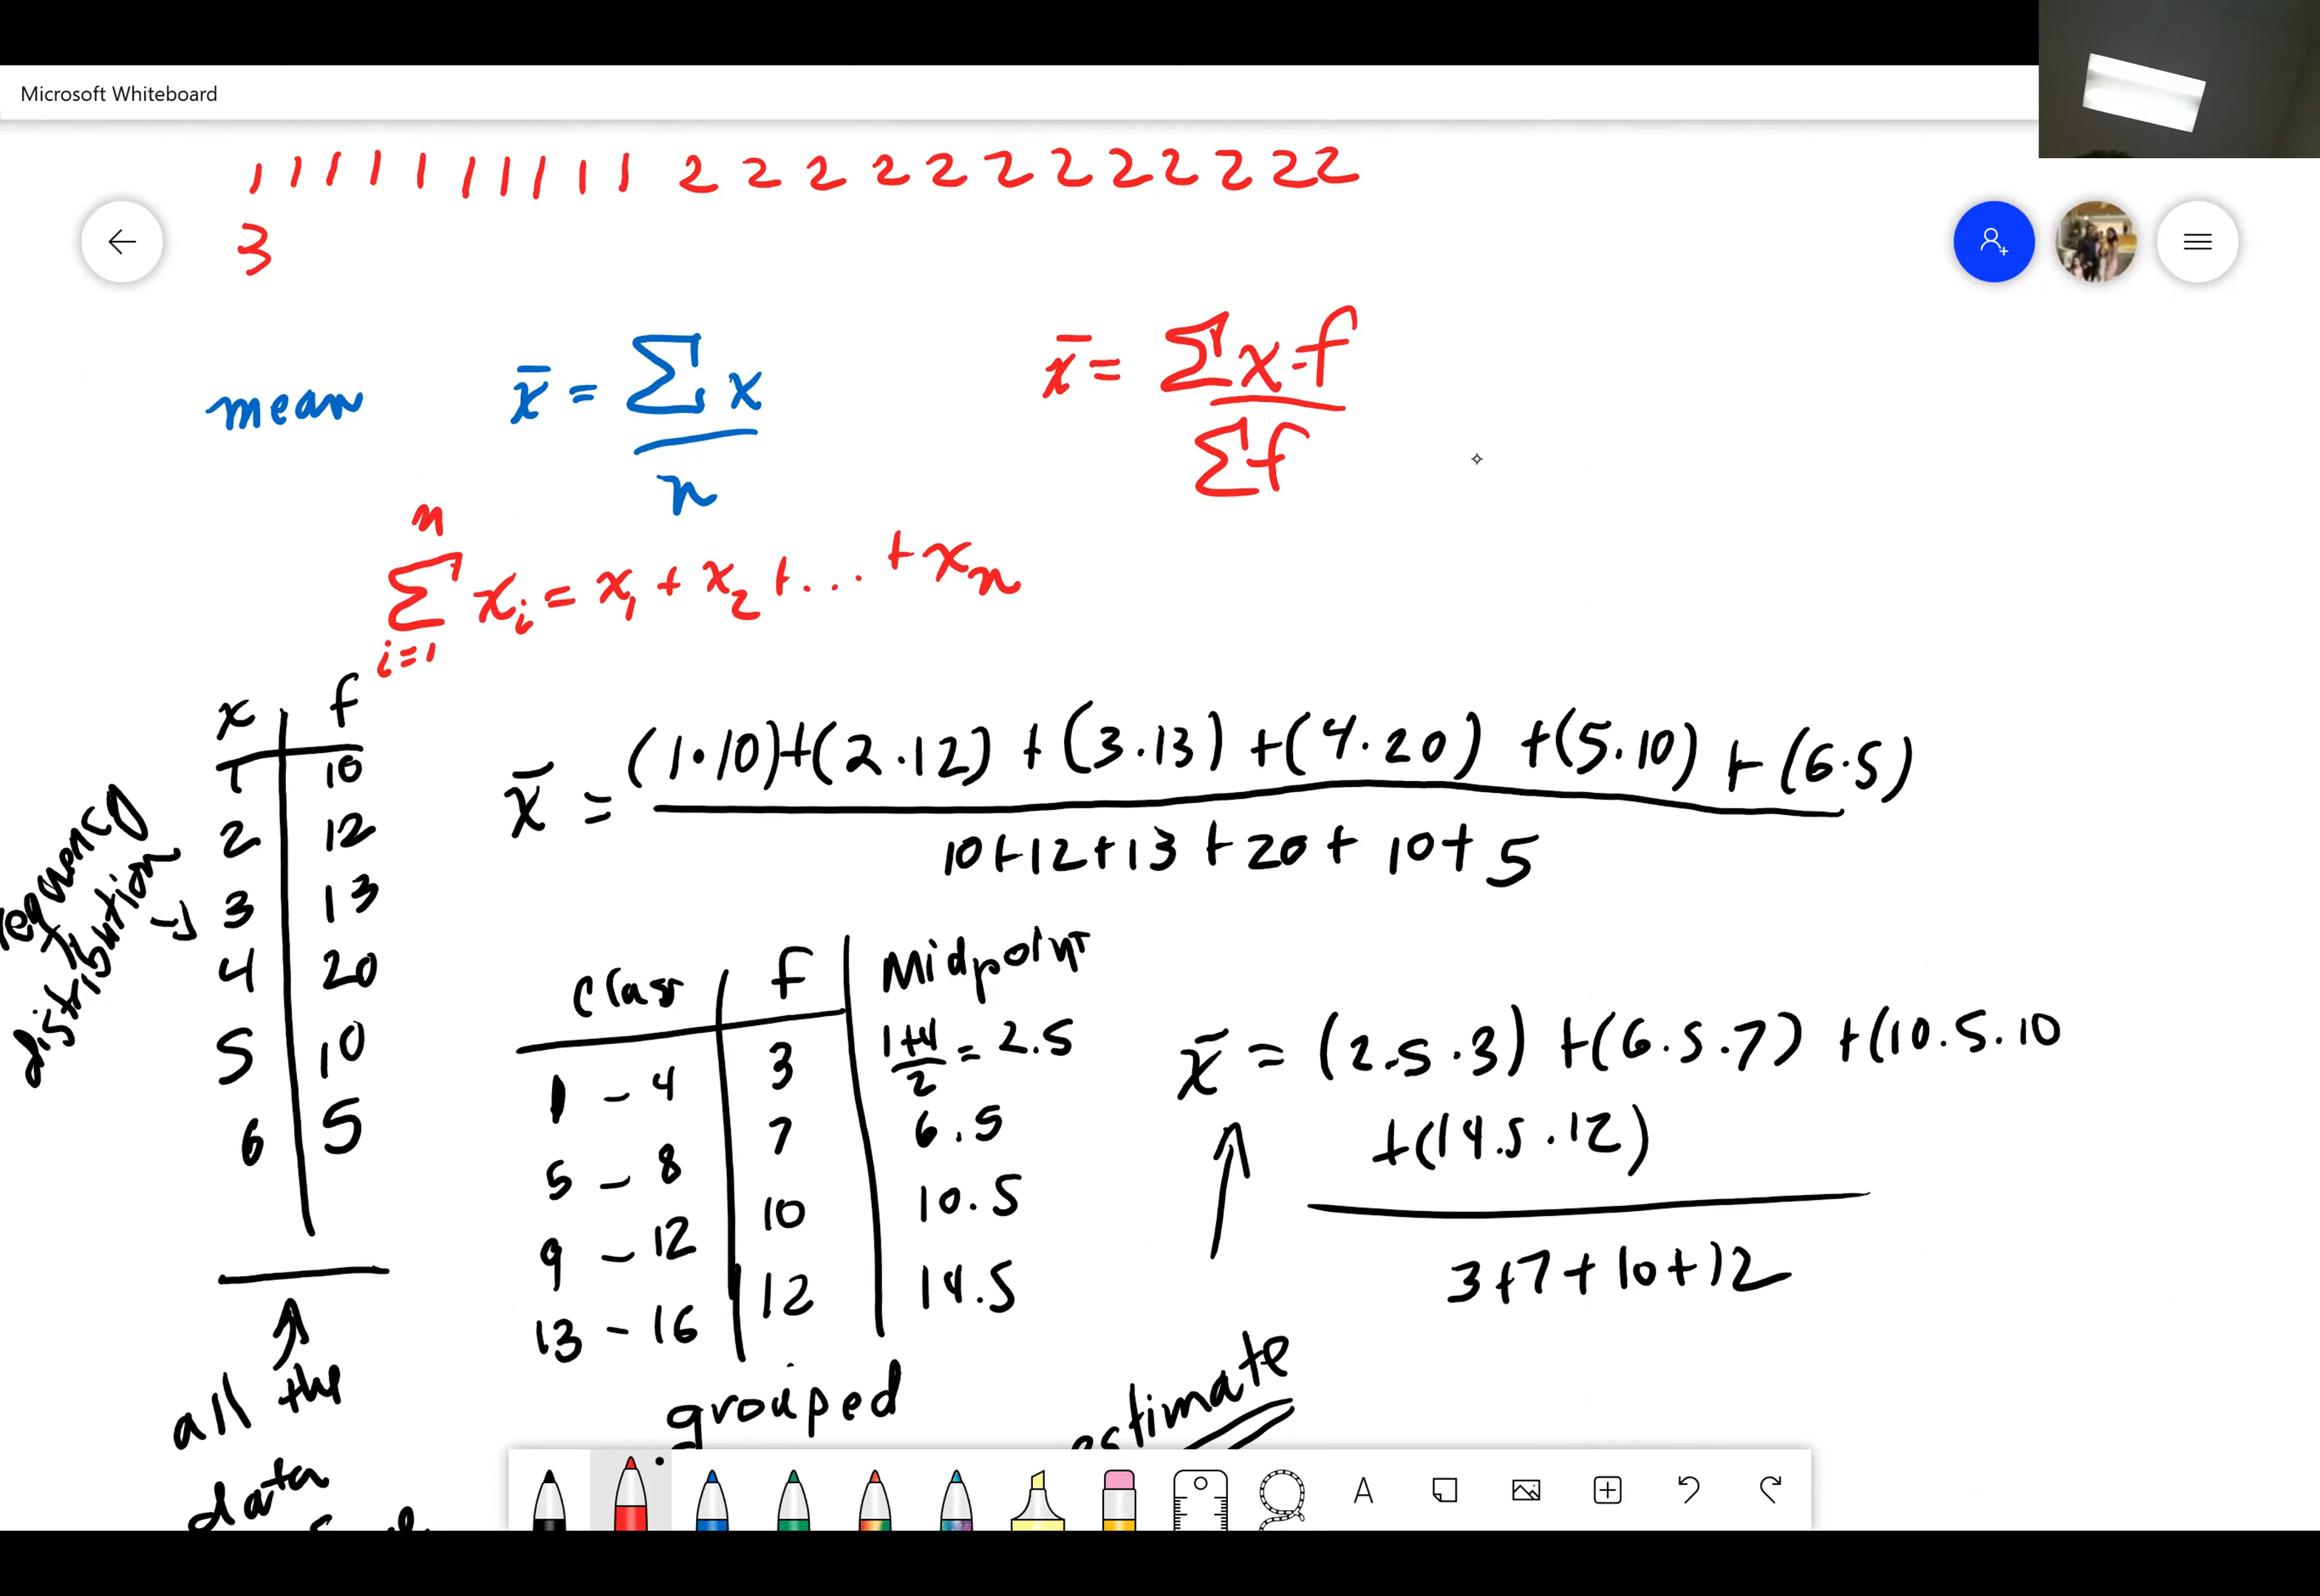 Microsoft Whiteboard
1 1 1 1 1 1 1 1 1 1 2 2 2 2 2 2 2 2 2 2 2 2
3
mean
x̄ = Σx / n
x̄ = Σx·f / Σf
n
Σ xᵢ = x₁ + x₂ + ... + xₙ
i=1
x f
1 10
2 12
3 13
4 20
5 10
6 5
distribution
all the
data
x̄ = (1·10)+(2·12)+(3·13)+(4·20)+(5·10)+(6·5)
10+12+13+20+10+5
class f Midpoint
1 - 4 3 1+4/2 = 2.5
5 - 8 7 6.5
9 - 12 10 10.5
13 - 16 12 14.5
grouped
x̄ = (2.5·3)+(6.5·7)+(10.5·10
+(14.5·12)
3+7+10+12
estimate
A